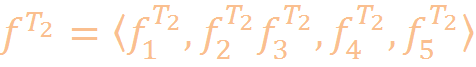 f^{T_2} = ⟨f_1^{T_2}, f_2^{T_2} f_3^{T_2}, f_4^{T_2}, f_5^{T_2}⟩